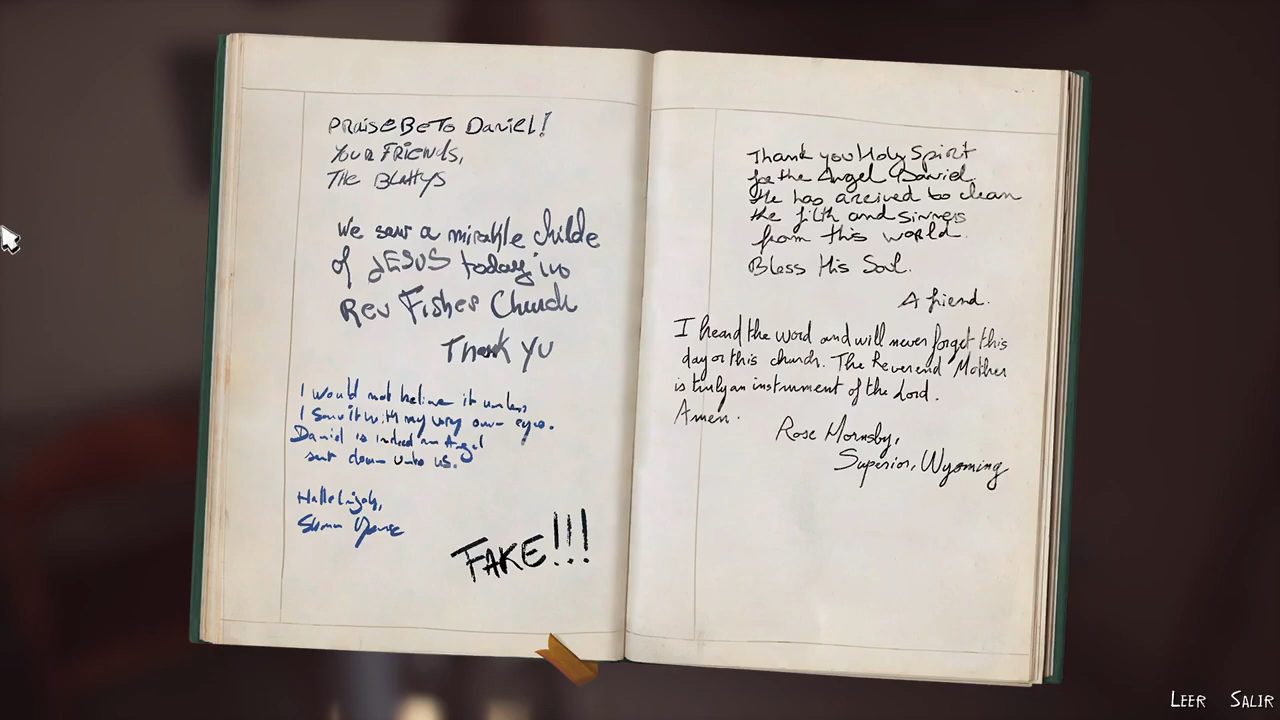 Praise Be To Daniel!
Your Friends,
The Blattys
We saw a mirakle childe
of JESUS today in
Rev Fisher Church
Thank YU
I would not believe it unless
I saw it with my very own eyes.
Daniel is indeed an Angel
sent down unto us.
Hallelujah,
FAKE!!!
Thank you Holy Spirit
for the Angel Daniel.
He has arrived to clean
the filth and sinners
from this world.
Bless His Soul.
A friend.
I heard the word and will never forget this
day or this church. The Reverend Mother
is truly an instrument of the Lord.
Amen.
Rose Mornsby,
Superior, Wyoming
LEER SALIR